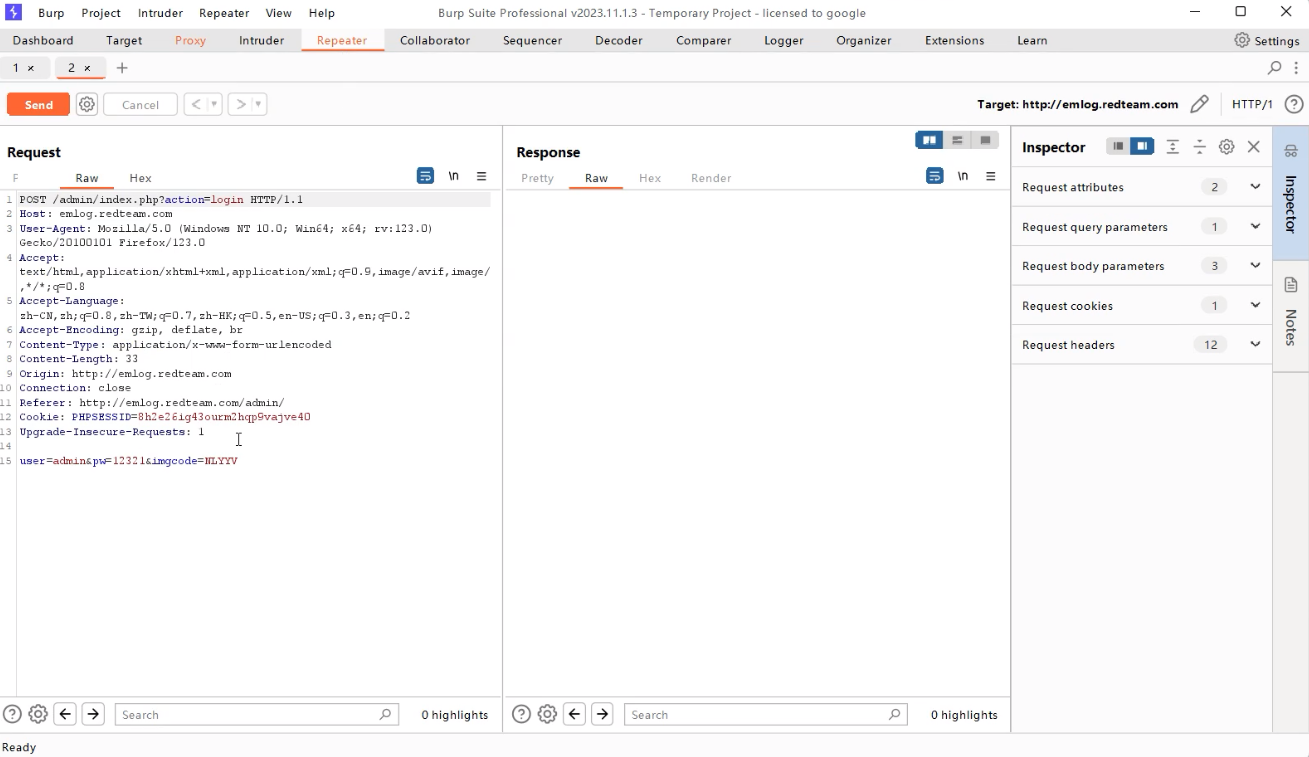 Burp Project Intruder Repeater View Help Burp Suite Professional v2023.11.1.3 - Temporary Project - licensed to google
Dashboard Target Proxy Intruder Repeater Collaborator Sequencer Decoder Comparer Logger Organizer Extensions Learn Settings
1 × 2 × +
Send Cancel < > Target: http://emlog.redteam.com HTTP/1 ?
Request
F Raw Hex \n
1 POST /admin/index.php?action=login HTTP/1.1
2 Host: emlog.redteam.com
3 User-Agent: Mozilla/5.0 (Windows NT 10.0; Win64; x64; rv:123.0)
Gecko/20100101 Firefox/123.0
4 Accept:
text/html,application/xhtml+xml,application/xml;q=0.9,image/avif,image/
,*/*;q=0.8
5 Accept-Language:
zh-CN,zh;q=0.8,zh-TW;q=0.7,zh-HK;q=0.5,en-US;q=0.3,en;q=0.2
6 Accept-Encoding: gzip, deflate, br
7 Content-Type: application/x-www-form-urlencoded
8 Content-Length: 33
9 Origin: http://emlog.redteam.com
10 Connection: close
11 Referer: http://emlog.redteam.com/admin/
12 Cookie: PHPSESSID=8h2e26ig43ourm2hqp9vajve40
13 Upgrade-Insecure-Requests: 1
14
15 user=admin&pw=12321&imgcode=NLYYV
? Search 0 highlights
Response
Pretty Raw Hex Render \n
? Search 0 highlights
Inspector
Request attributes 2
Request query parameters 1
Request body parameters 3
Request cookies 1
Request headers 12
Inspector
Notes
Ready